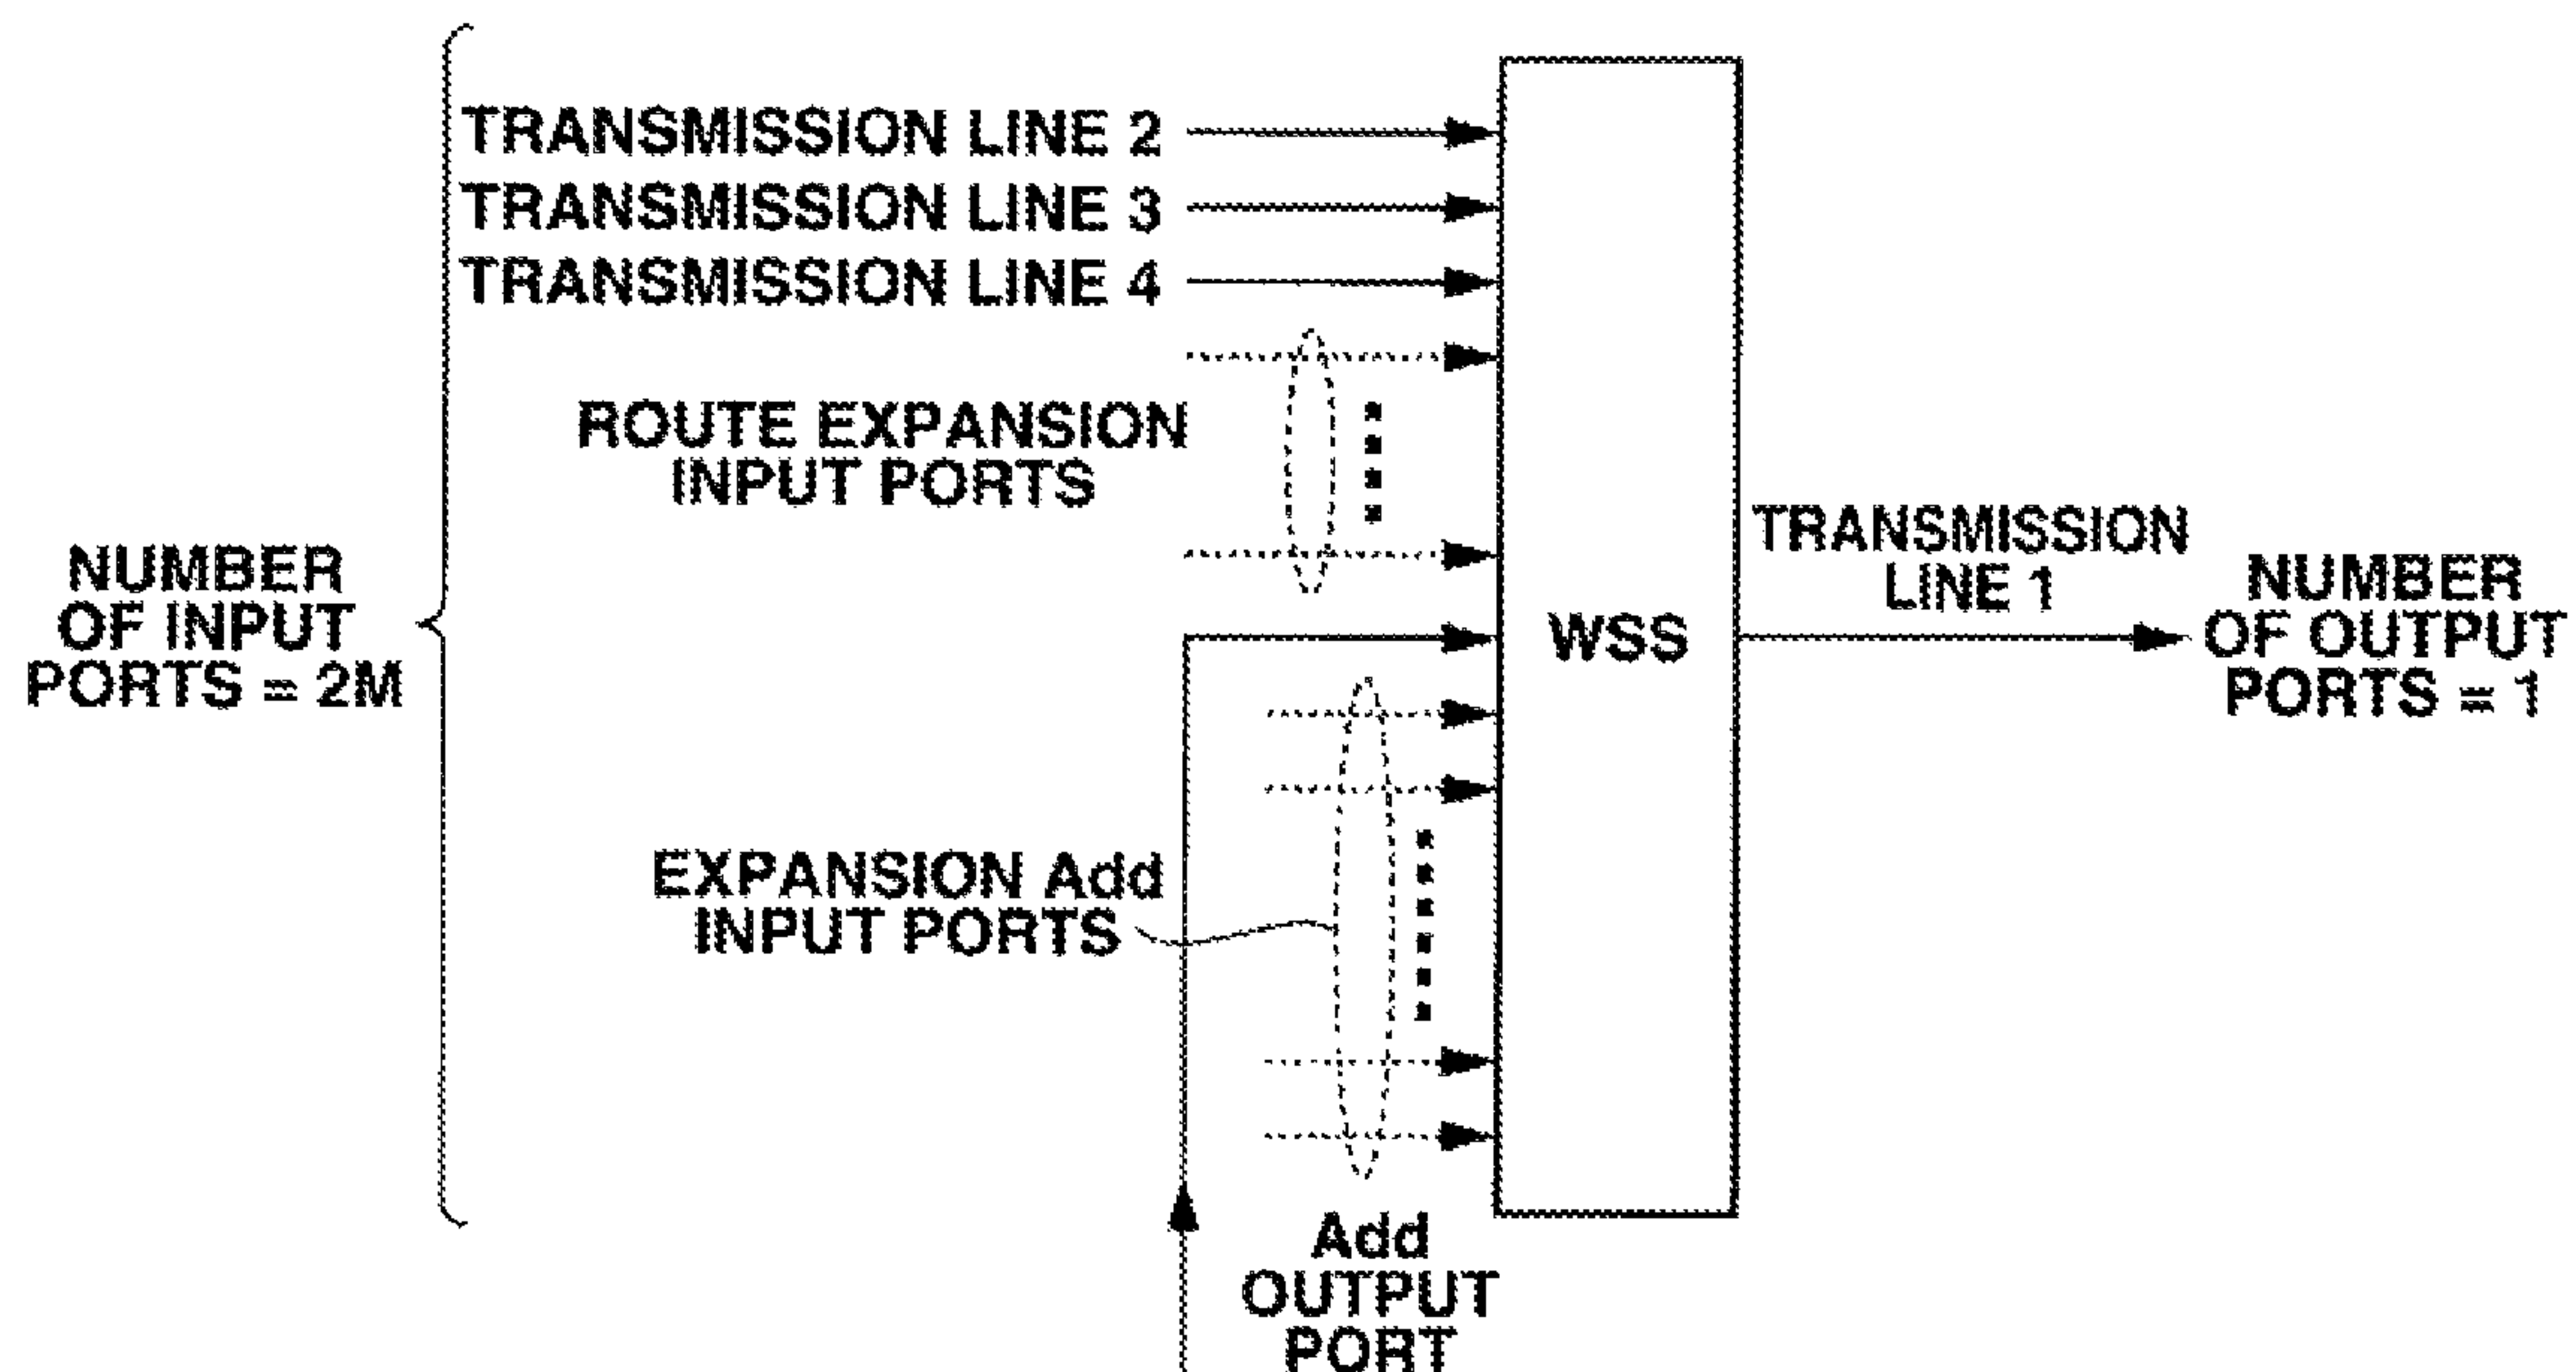 TRANSMISSION LINE 2
TRANSMISSION LINE 3
TRANSMISSION LINE 4
ROUTE EXPANSION
INPUT PORTS
NUMBER
OF INPUT
PORTS = 2M
WSS
TRANSMISSION
LINE 1
NUMBER
OF OUTPUT
PORTS = 1
EXPANSION Add
INPUT PORTS
Add
OUTPUT
PORT